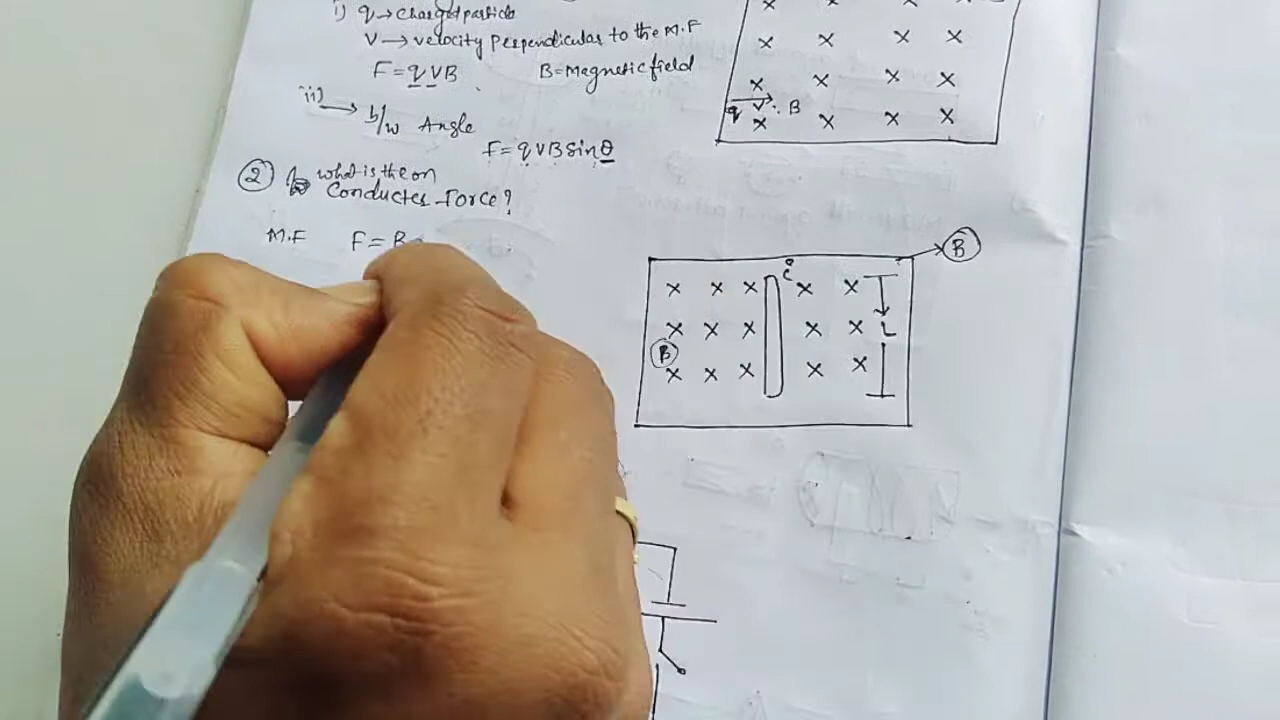 i) q → Charged particle
V → velocity Perpendicular to the M.F
F = qVB B = Magnetic field
ii) → b/w Angle
F = qVB sinθ
q V B
② what is the on
Conductor Force?
M.F F = B
i
B
L
B